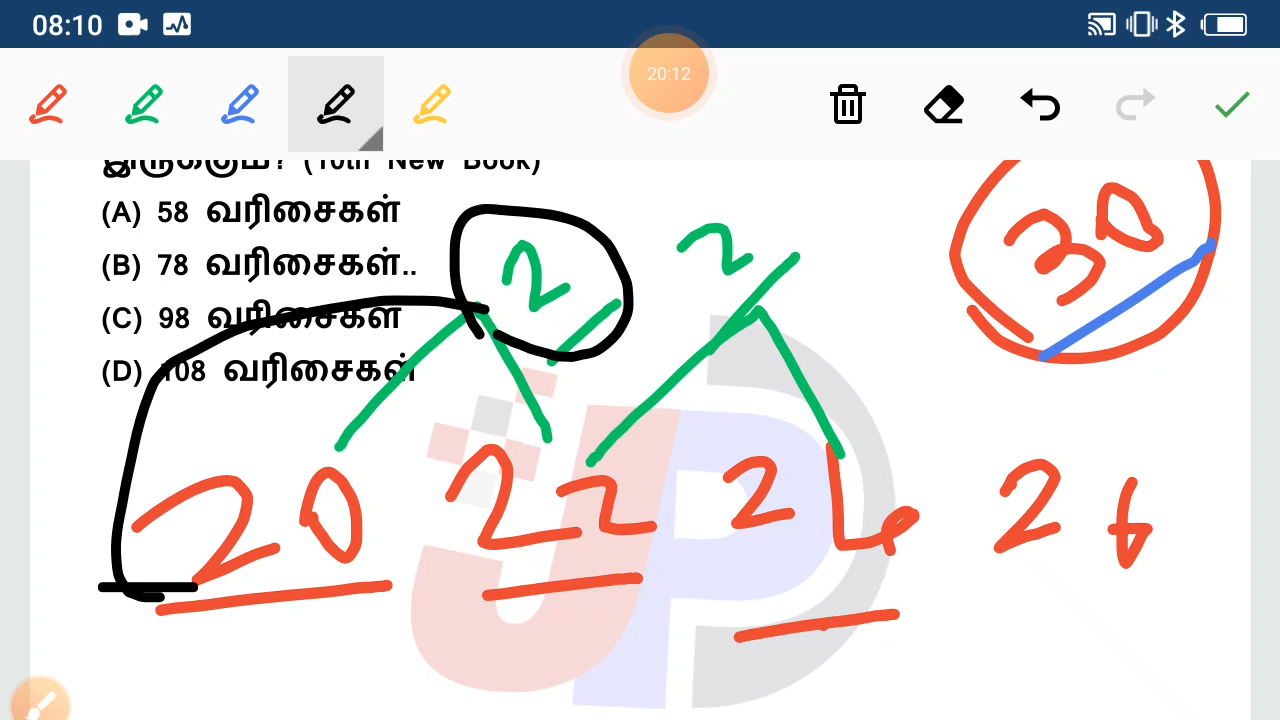 08:10
20:12
இருக்கும்? (10th New Book)
(A) 58 வரிசைகள்
(B) 78 வரிசைகள்..
(C) 98 வரிசைகள்
(D) 108 வரிசைகள்
2 2 30
20 22 24 26
JPD